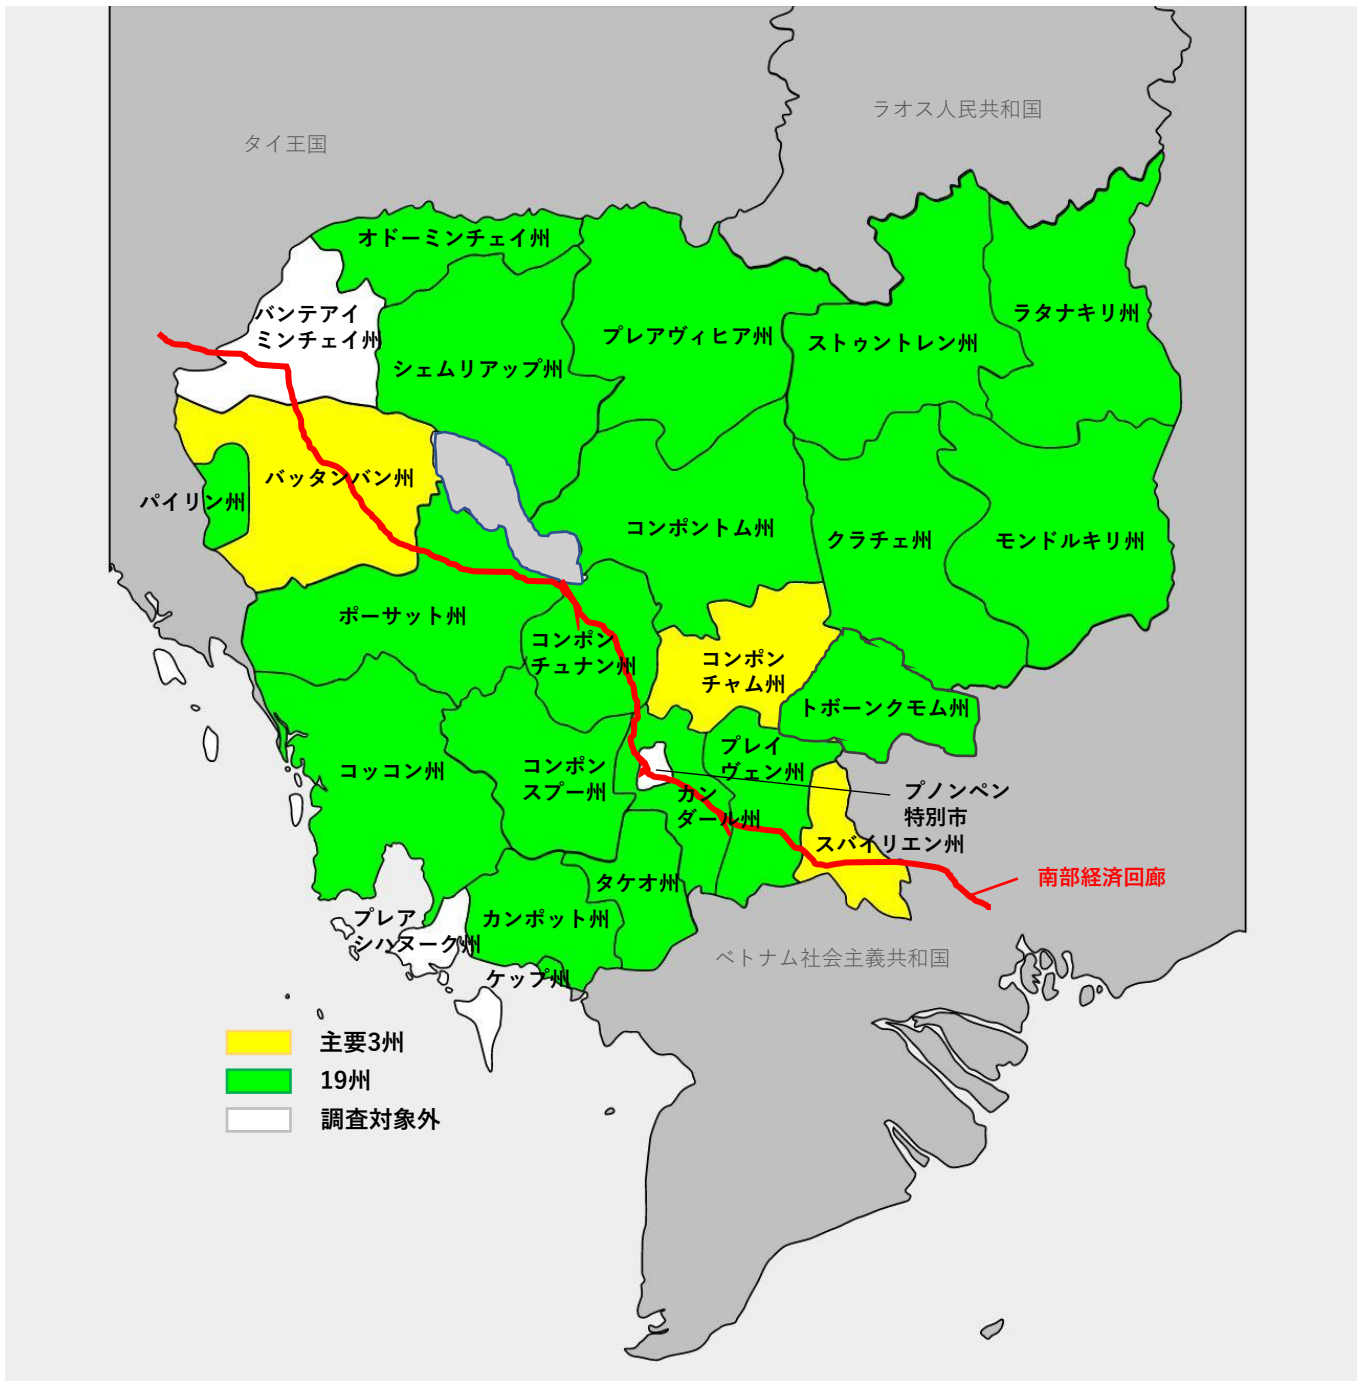 ラオス人民共和国
タイ王国
オドーミンチェイ州
バンテアイ
ミンチェイ州
ラタナキリ州
プレアヴィヒア州
ストゥントレン州
シェムリアップ州
バッタンバン州
パイリン州
コンポントム州
クラチェ州
モンドルキリ州
ポーサット州
コンポン
チュナン州
コンポン
チャム州
トボーンクモム州
コッコン州
コンポン
スプー州
プレイ
ヴェン州
カン
ダール州
プノンペン
特別市
スバイリエン州
南部経済回廊
タケオ州
カンポット州
プレア
シハヌーク州
ケップ州
ベトナム社会主義共和国
主要3州
19州
調査対象外